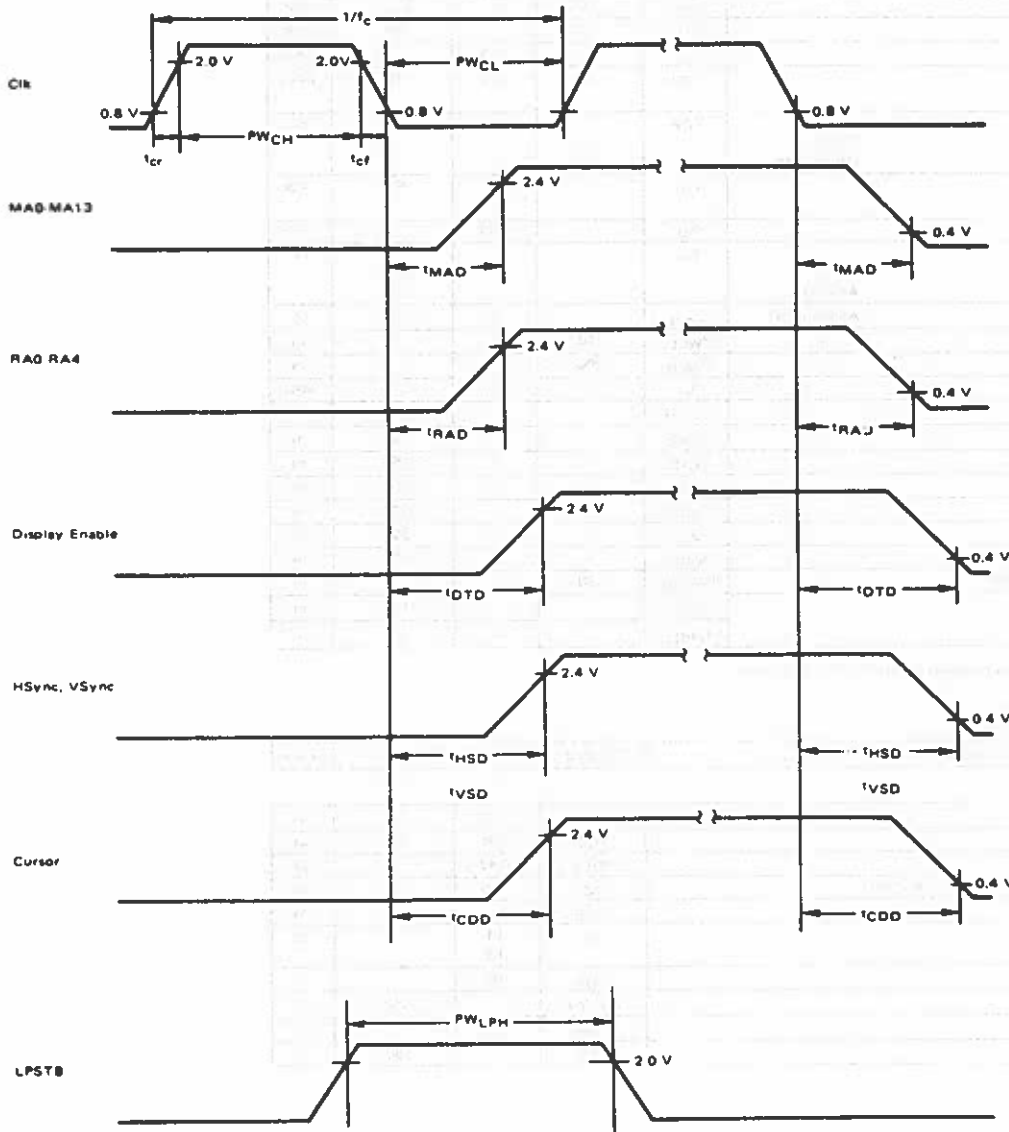 1/fc
Clk
2.0 V
2.0 V
PWCL
0.8 V
0.8 V
0.8 V
PWCH
tcr
tcf
MA0-MA13
2.4 V
0.4 V
tMAD
tMAD
RA0-RA4
2.4 V
0.4 V
tRAD
tRAD
Display Enable
2.4 V
0.4 V
tDTD
tDTD
HSync, VSync
2.4 V
0.4 V
tHSD
tHSD
tVSD
tVSD
Cursor
2.4 V
0.4 V
tCDD
tCDD
PWLPH
LPSTB
2.0 V